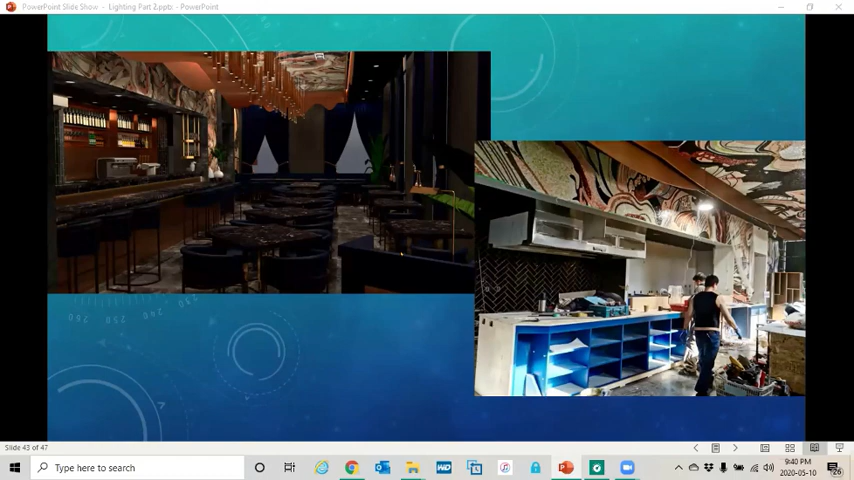 PowerPoint Slide Show - Lighting Part 2.pptx - PowerPoint
Slide 43 of 47
Type here to search
9:40 PM
2020-05-10
26